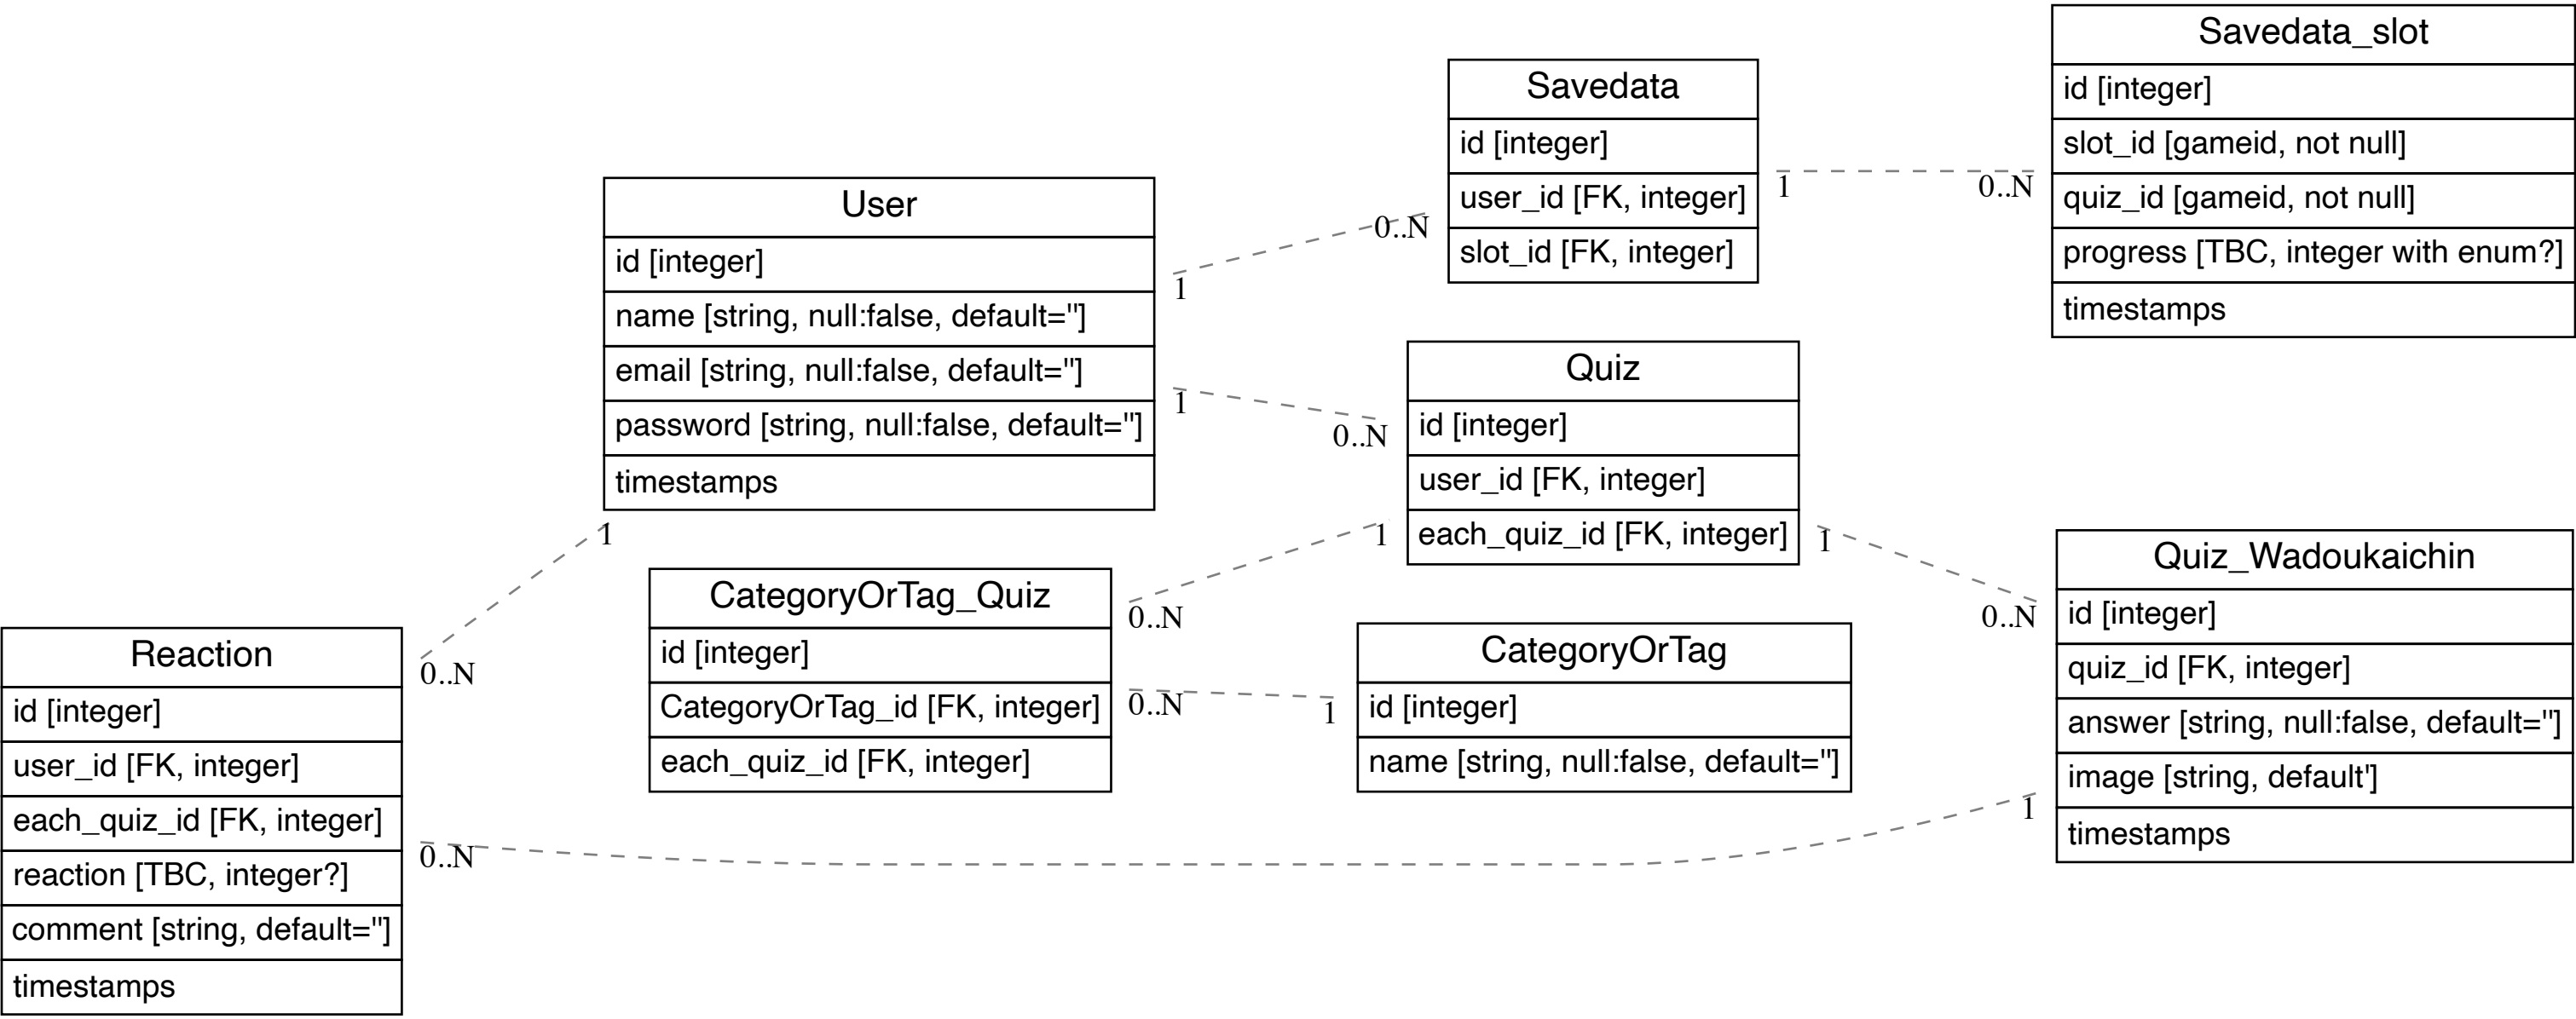 Savedata_slot
id [integer]
slot_id [gameid, not null]
quiz_id [gameid, not null]
progress [TBC, integer with enum?]
timestamps
Savedata
id [integer]
user_id [FK, integer]
slot_id [FK, integer]
1
0..N
User
id [integer]
name [string, null:false, default='']
email [string, null:false, default='']
password [string, null:false, default='']
timestamps
1
0..N
1
0..N
Quiz
id [integer]
user_id [FK, integer]
each_quiz_id [FK, integer]
1
0..N
1
0..N
1
0..N
Quiz_Wadoukaichin
id [integer]
quiz_id [FK, integer]
answer [string, null:false, default='']
image [string, default']
timestamps
CategoryOrTag_Quiz
id [integer]
CategoryOrTag_id [FK, integer]
each_quiz_id [FK, integer]
0..N
1
CategoryOrTag
id [integer]
name [string, null:false, default='']
Reaction
id [integer]
user_id [FK, integer]
each_quiz_id [FK, integer]
reaction [TBC, integer?]
comment [string, default='']
timestamps
0..N
1